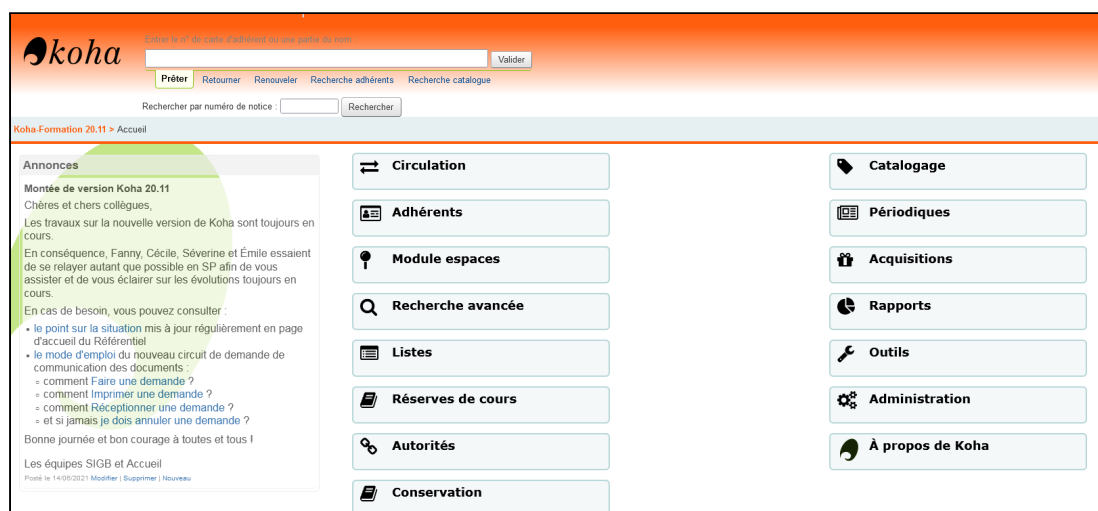 koha
Entrer le n° de carte d'adhérent ou une partie du nom
Valider
Prêter Retourner Renouveler Recherche adhérents Recherche catalogue
Rechercher par numéro de notice : Rechercher
Koha-Formation 20.11 > Accueil
Annonces
Montée de version Koha 20.11
Chères et chers collègues,
Les travaux sur la nouvelle version de Koha sont toujours en
cours.
En conséquence, Fanny, Cécile, Séverine et Émile essaient
de se relayer autant que possible en SP afin de vous
assister et de vous éclairer sur les évolutions toujours en
cours.
En cas de besoin, vous pouvez consulter :
le point sur la situation mis à jour régulièrement en page
d'accueil du Référentiel
le mode d'emploi du nouveau circuit de demande de
communication des documents :
comment Faire une demande ?
comment Imprimer une demande ?
comment Réceptionner une demande ?
et si jamais je dois annuler une demande ?
Bonne journée et bon courage à toutes et tous !
Les équipes SIGB et Accueil
Posté le 14/06/2021 Modifier | Supprimer | Nouveau
Circulation
Adhérents
Module espaces
Recherche avancée
Listes
Réserves de cours
Autorités
Conservation
Catalogage
Périodiques
Acquisitions
Rapports
Outils
Administration
À propos de Koha